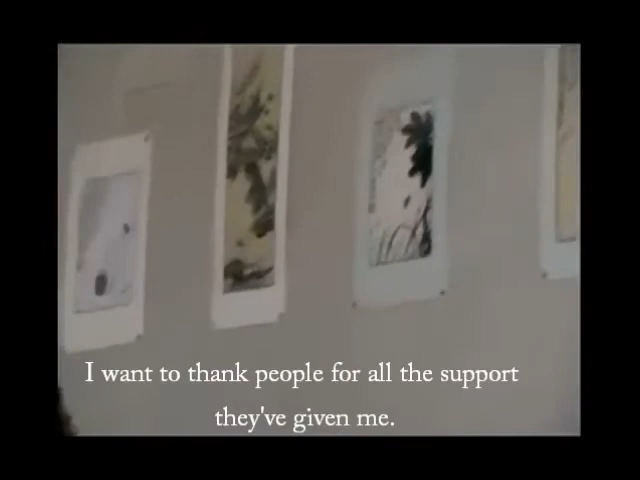 I want to thank people for all the support
they've given me.